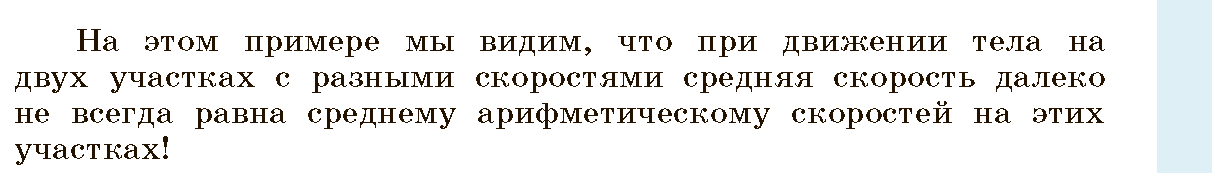 На этом примере мы видим, что при движении тела на
двух участках с разными скоростями средняя скорость далеко
не всегда равна среднему арифметическому скоростей на этих
участках!